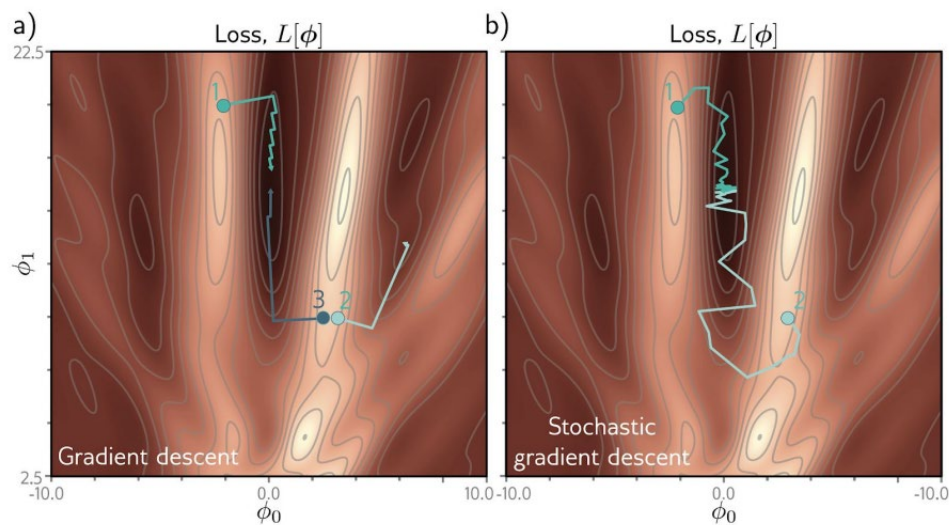 a)
Loss, L[ϕ]
22.5
1
3
2
ϕ₁
Gradient descent
2.5
-10.0
0.0
10.0
ϕ₀
b)
Loss, L[ϕ]
1
2
Stochastic
gradient descent
-10.0
0.0
-10.0
ϕ₀